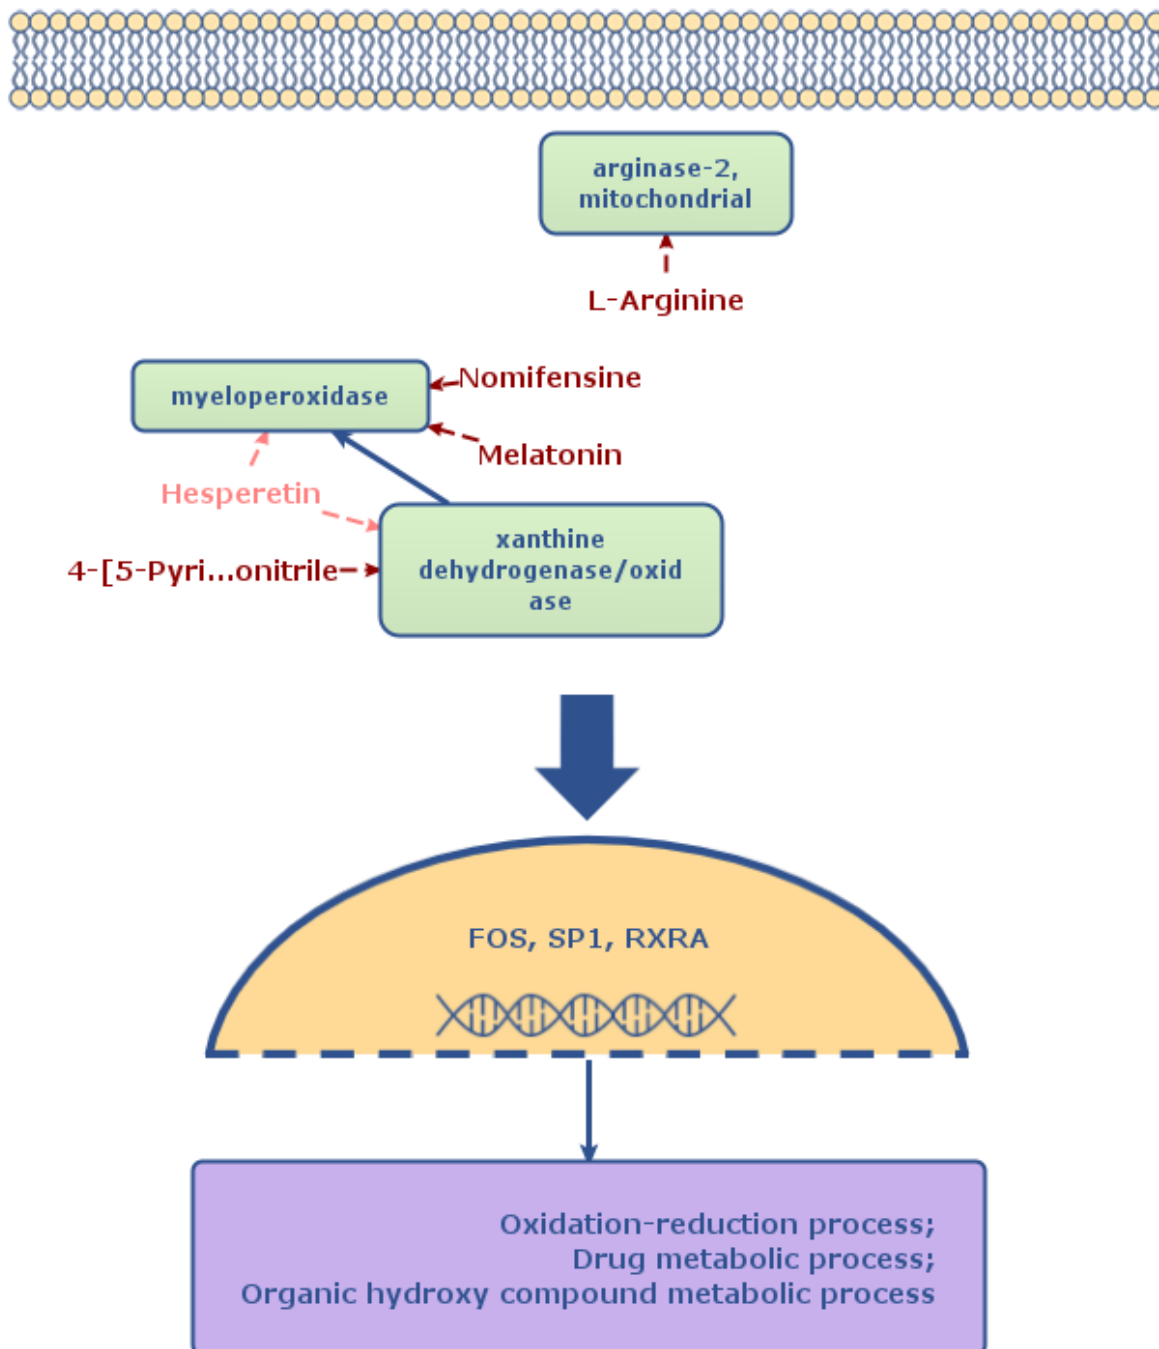 arginase-2,
mitochondrial
L-Arginine
myeloperoxidase
Nomifensine
Melatonin
Hesperetin
xanthine
dehydrogenase/oxid
ase
4-[5-Pyri...onitrile
FOS, SP1, RXRA
Oxidation-reduction process;
Drug metabolic process;
Organic hydroxy compound metabolic process